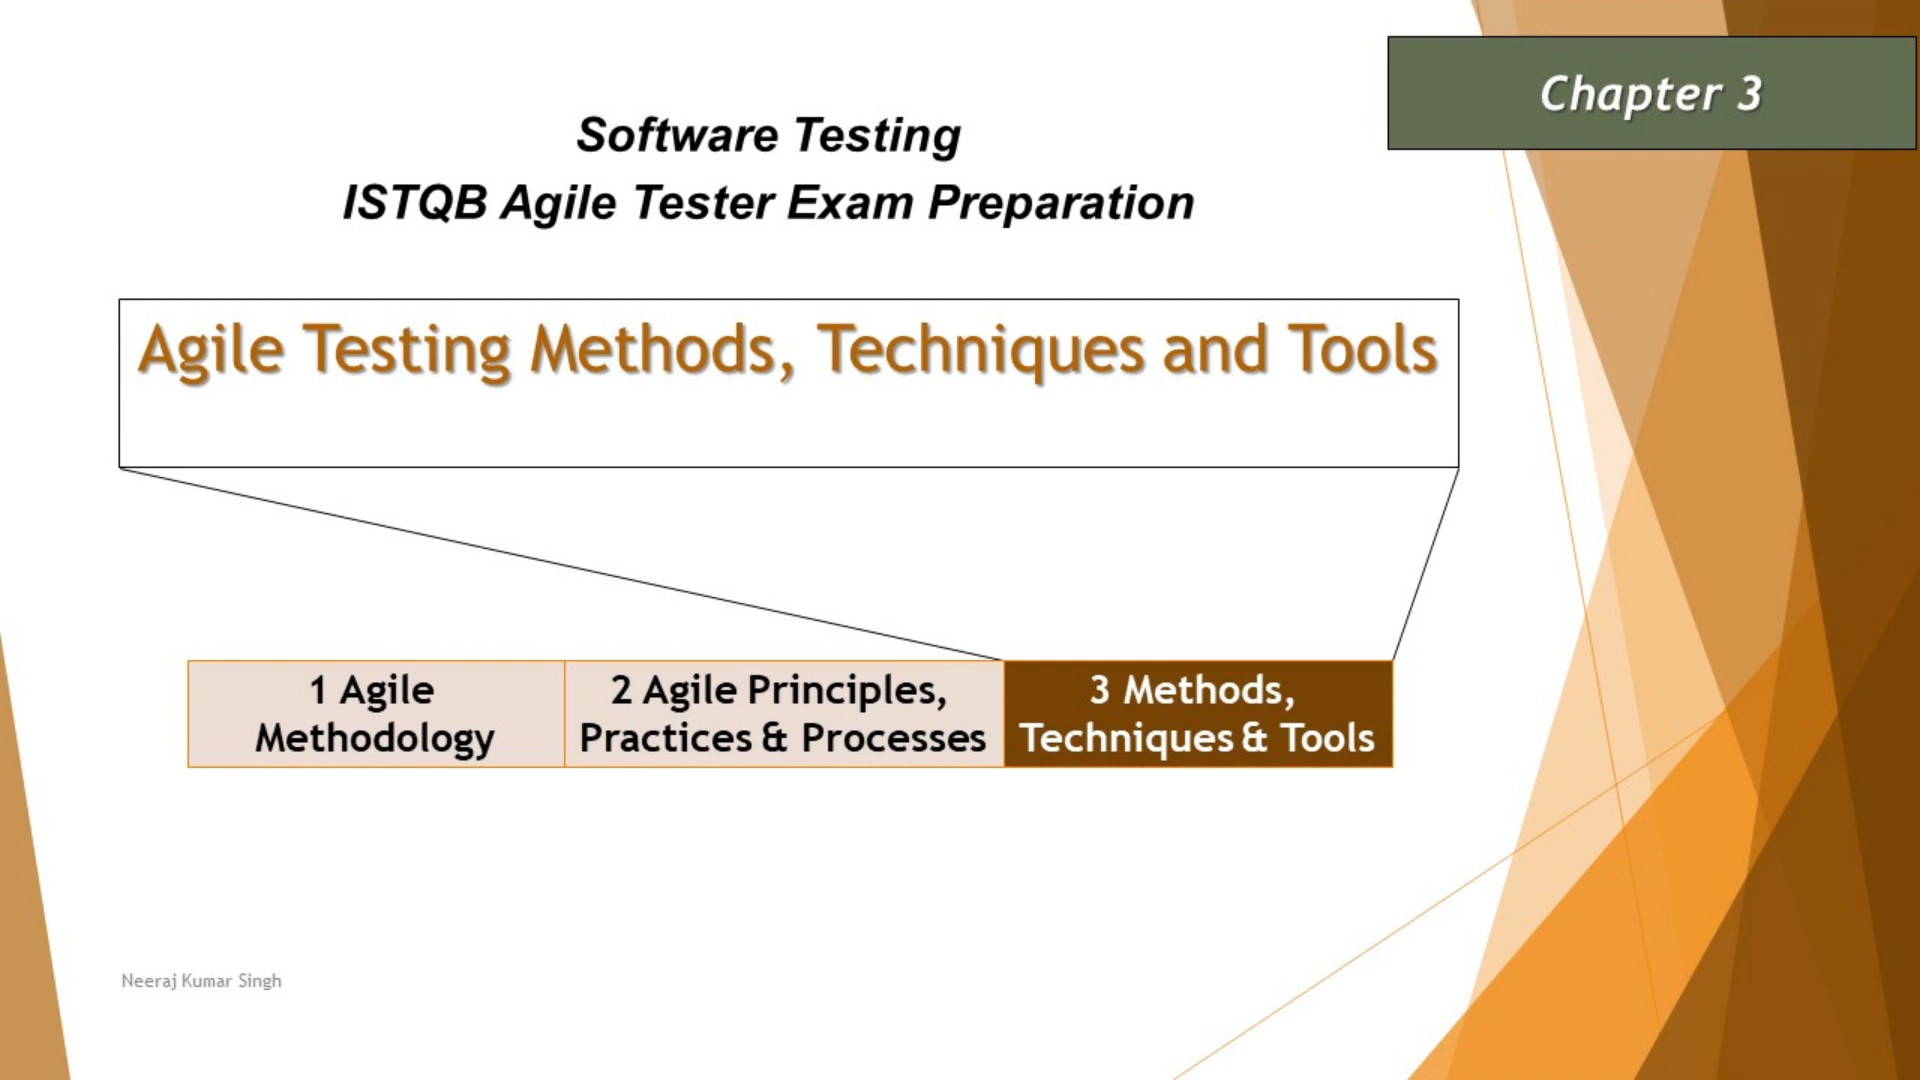 Chapter 3
Software Testing
ISTQB Agile Tester Exam Preparation
Agile Testing Methods, Techniques and Tools
1 Agile
Methodology
2 Agile Principles,
Practices & Processes
3 Methods,
Techniques & Tools
Neeraj Kumar Singh